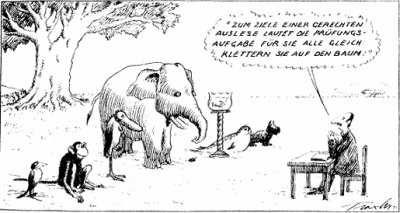 "ZUM ZIELE EINER GERECHTEN
AUSLESE LAUTET DIE PRÜFUNGS-
AUFGABE FÜR SIE ALLE GLEICH:
KLETTERN SIE AUF DEN BAUM!"